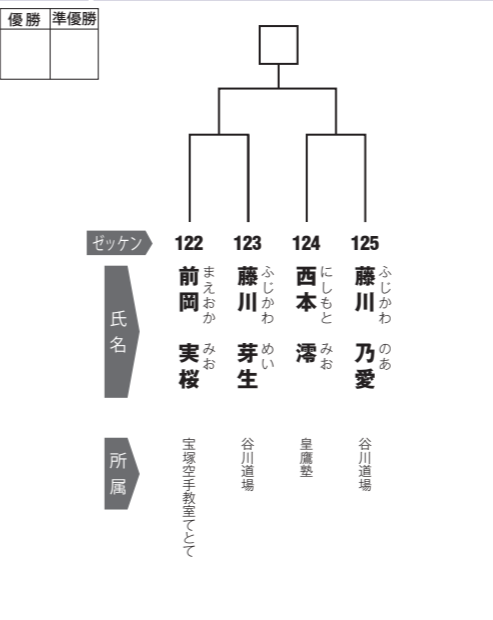 優勝 準優勝
ゼッケン 122 123 124 125
氏名
前岡 実桜
まえおか みお
藤川 芽生
ふじかわ めい
西本 澪
にしもと みお
藤川 乃愛
ふじかわ のあ
所属
宝塚空手教室てとて
谷川道場
皇鷹塾
谷川道場